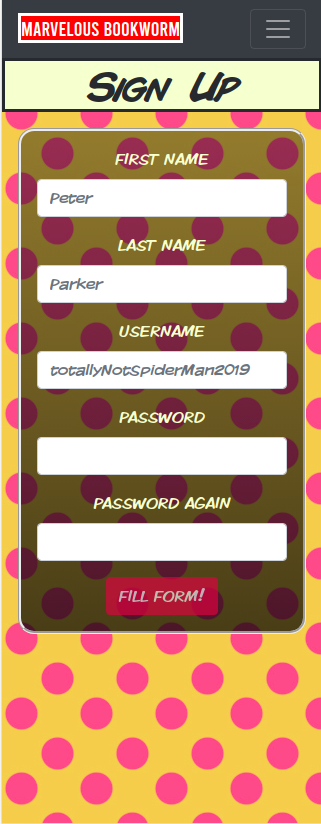 MARVELOUS BOOKWORM
Sign Up
FIRST NAME
Peter
LAST NAME
Parker
USERNAME
totallyNotSpiderMan2019
PASSWORD
PASSWORD AGAIN
FILL FORM!